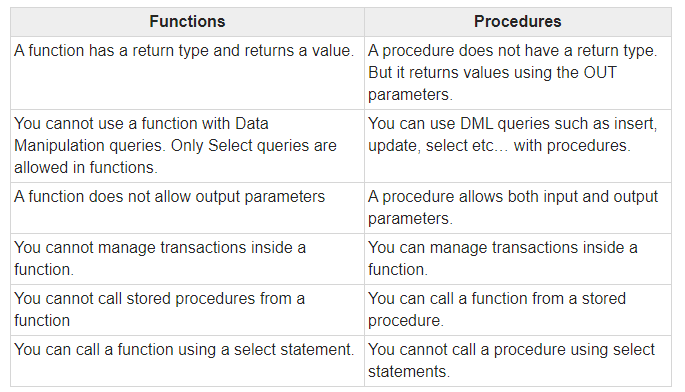 Functions
Procedures
A function has a return type and returns a value.
A procedure does not have a return type.
But it returns values using the OUT
parameters.
You cannot use a function with Data
Manipulation queries. Only Select queries are
allowed in functions.
You can use DML queries such as insert,
update, select etc… with procedures.
A function does not allow output parameters
A procedure allows both input and output
parameters.
You cannot manage transactions inside a
function.
You can manage transactions inside a
function.
You cannot call stored procedures from a
function
You can call a function from a stored
procedure.
You can call a function using a select statement.
You cannot call a procedure using select
statements.